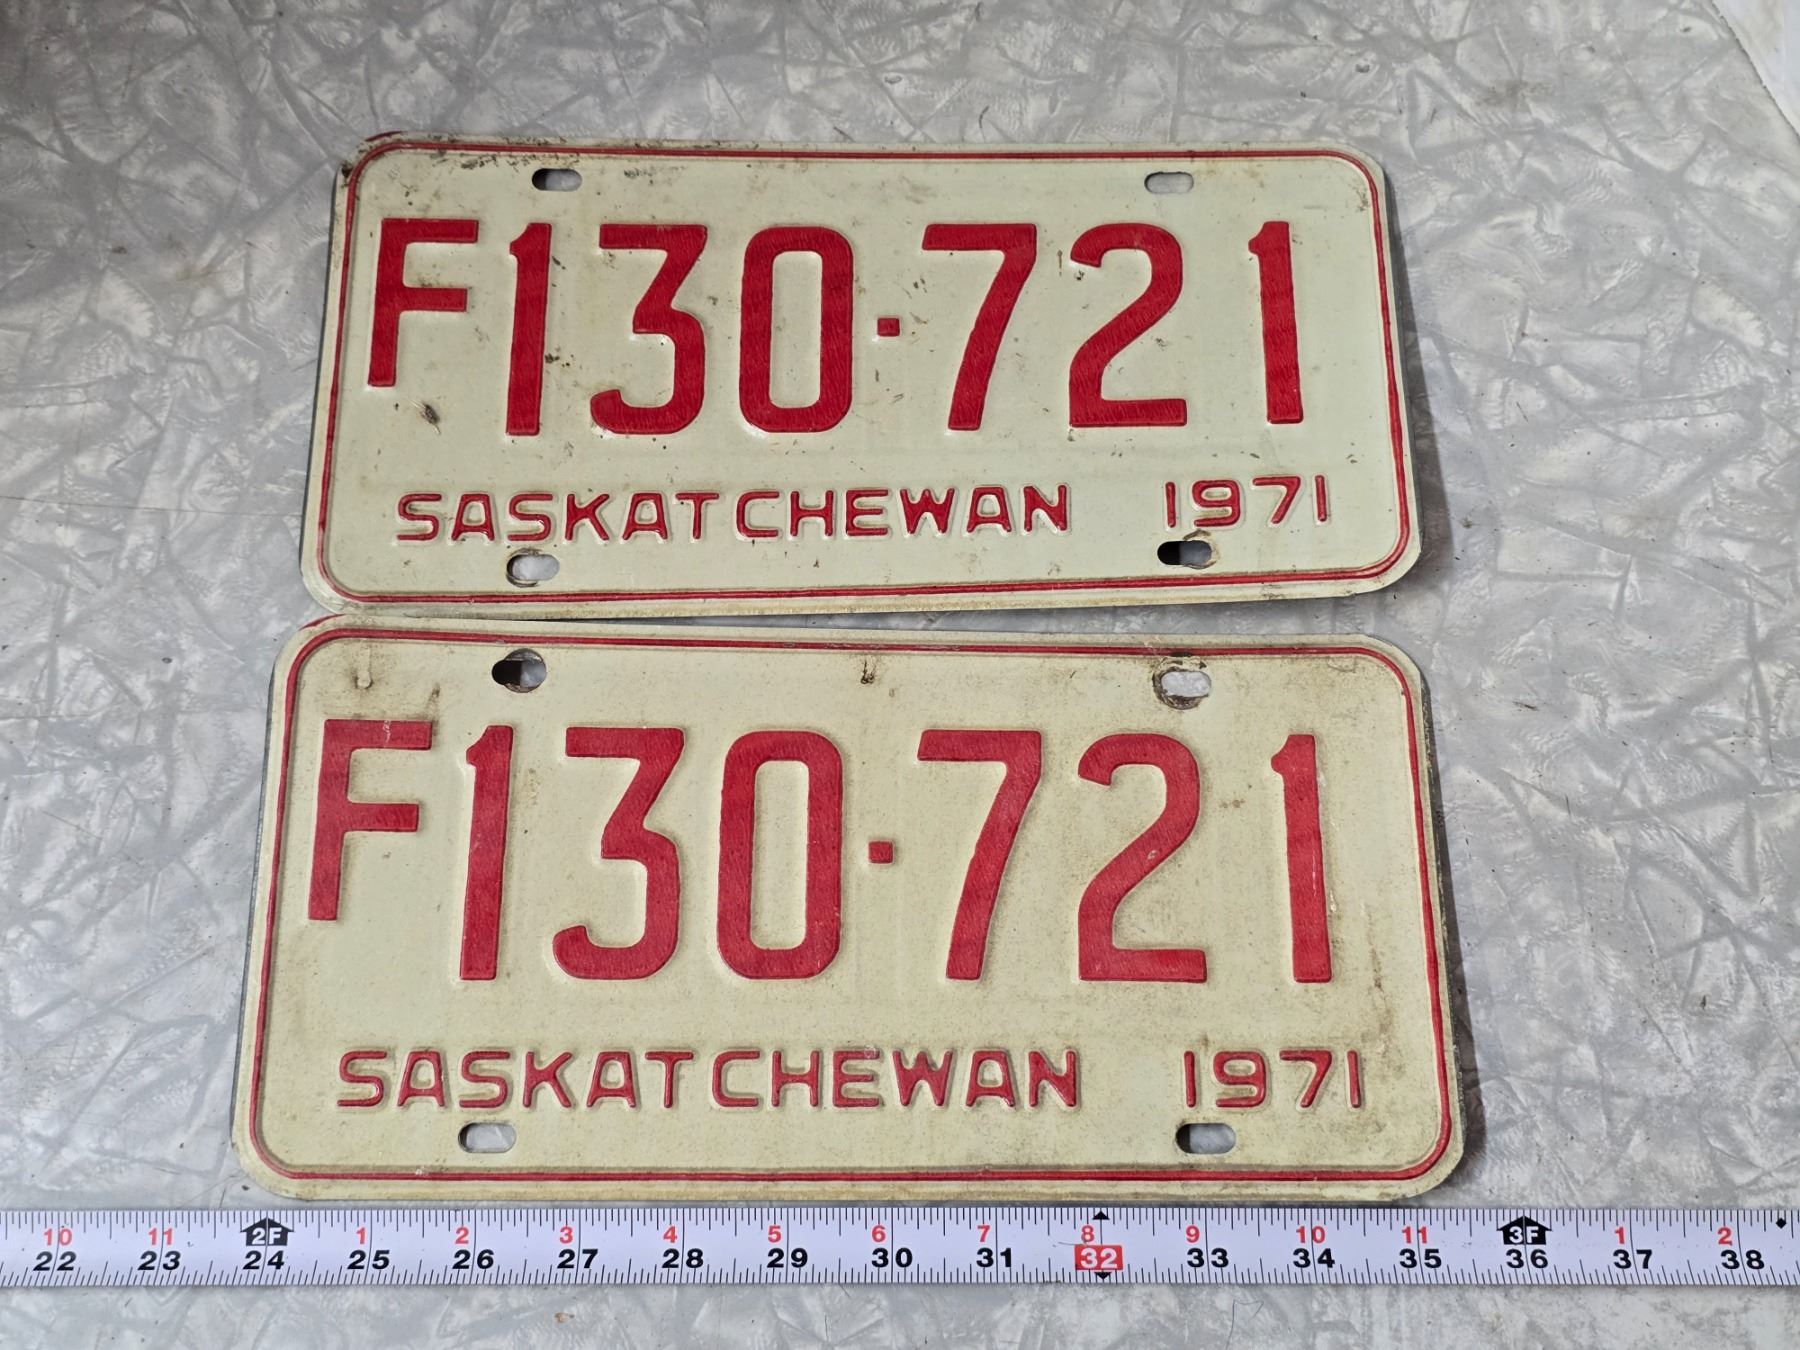 F130·721
SASKATCHEWAN 1971
F130·721
SASKATCHEWAN 1971
10 11 2F 1 2 3 4 5 6 7 8 9 10 11 3F 1 2
22 23 24 25 26 27 28 29 30 31 32 33 34 35 36 37 38